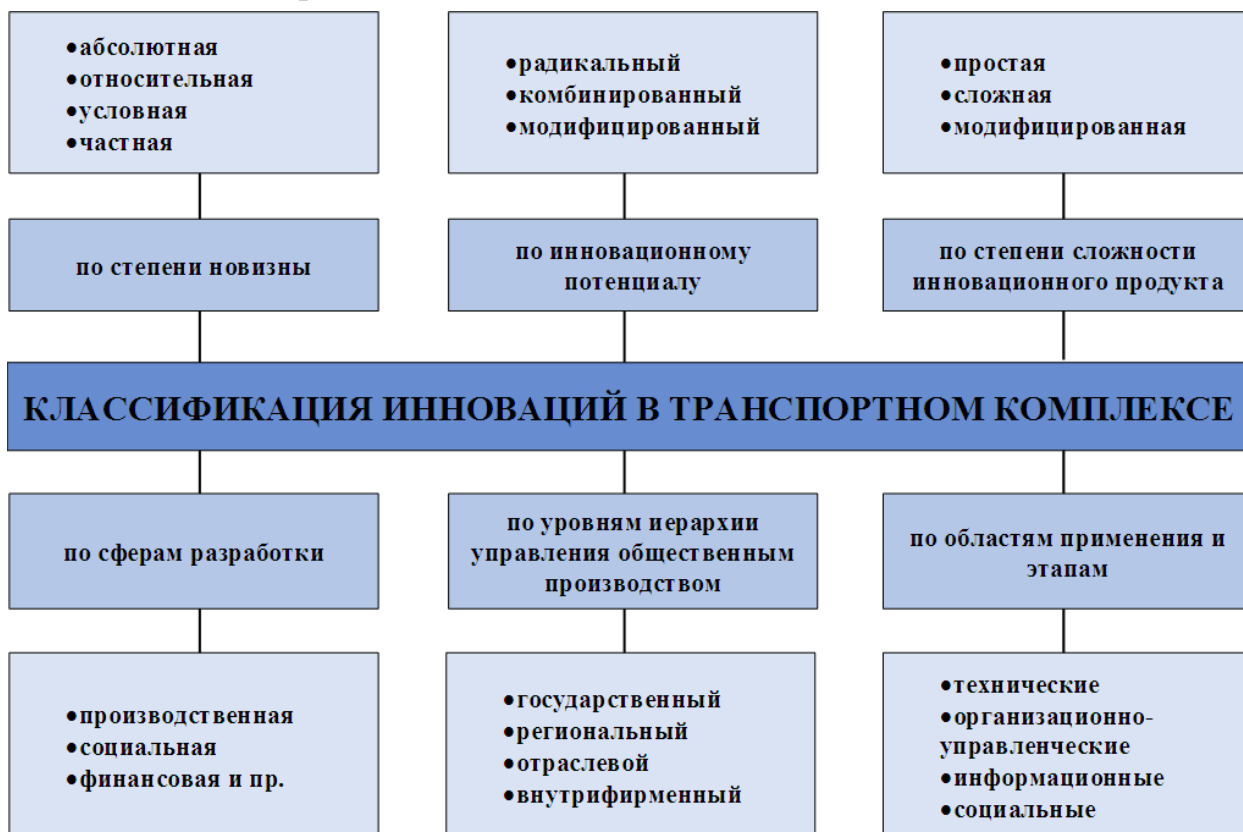 •абсолютная
•относительная
•условная
•частная
•радикальный
•комбинированный
•модифицированный
•простая
•сложная
•модифицированная
по степени новизны
по инновационному
потенциалу
по степени сложности
инновационного продукта
КЛАССИФИКАЦИЯ ИННОВАЦИЙ В ТРАНСПОРТНОМ КОМПЛЕКСЕ
по сферам разработки
по уровням иерархии
управления общественным
производством
по областям применения и
этапам
•производственная
•социальная
•финансовая и пр.
•государственный
•региональный
•отраслевой
•внутрифирменный
•технические
•организационно-
управленческие
•информационные
•социальные